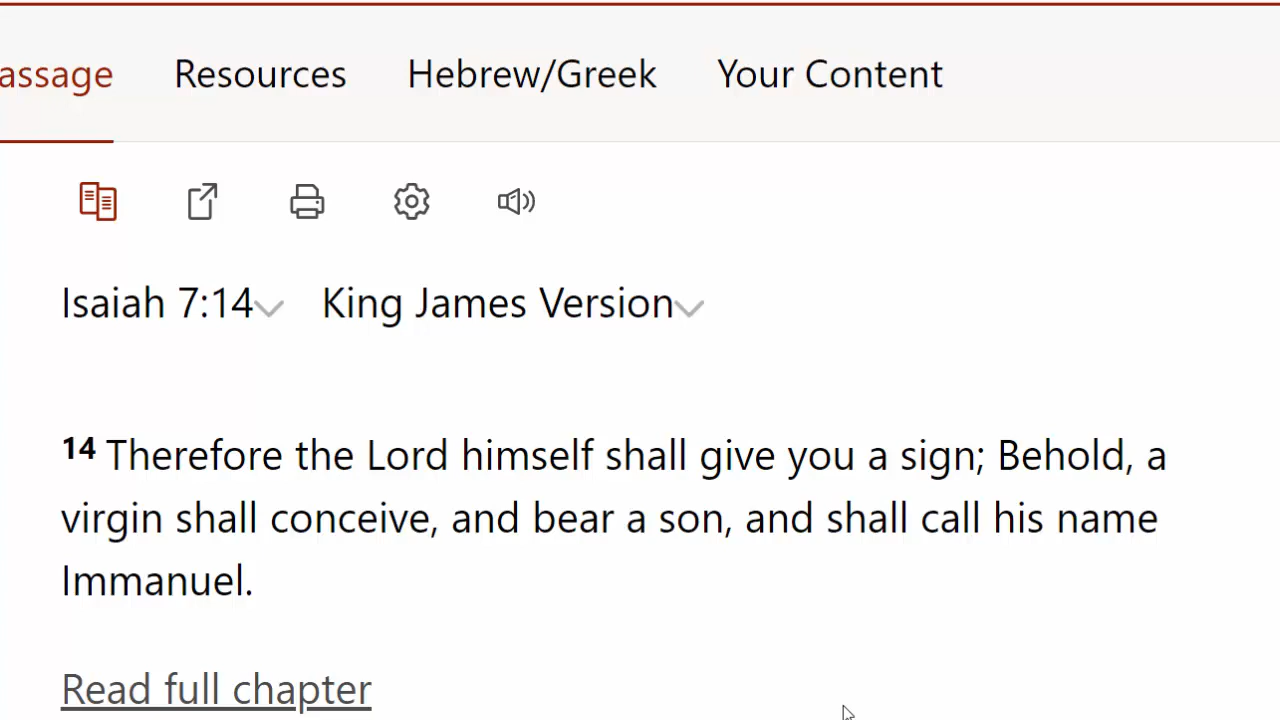 assage Resources Hebrew/Greek Your Content
Isaiah 7:14 King James Version
14 Therefore the Lord himself shall give you a sign; Behold, a
virgin shall conceive, and bear a son, and shall call his name
Immanuel.
Read full chapter